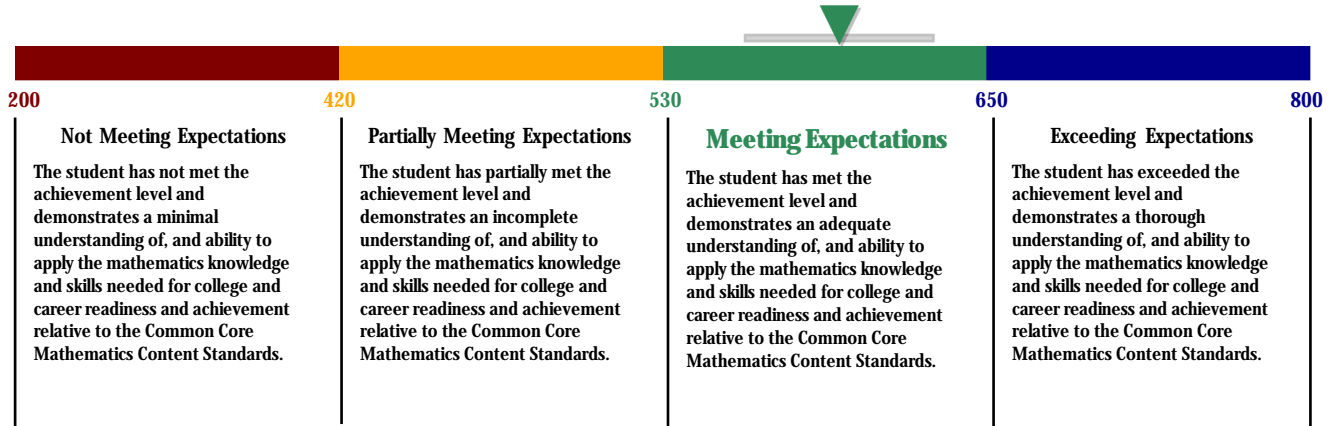 200 420 530 650 800
Not Meeting Expectations
The student has not met the
achievement level and
demonstrates a minimal
understanding of, and ability to
apply the mathematics knowledge
and skills needed for college and
career readiness and achievement
relative to the Common Core
Mathematics Content Standards.
Partially Meeting Expectations
The student has partially met the
achievement level and
demonstrates an incomplete
understanding of, and ability to
apply the mathematics knowledge
and skills needed for college and
career readiness and achievement
relative to the Common Core
Mathematics Content Standards.
Meeting Expectations
The student has met the
achievement level and
demonstrates an adequate
understanding of, and ability to
apply the mathematics knowledge
and skills needed for college and
career readiness and achievement
relative to the Common Core
Mathematics Content Standards.
Exceeding Expectations
The student has exceeded the
achievement level and
demonstrates a thorough
understanding of, and ability to
apply the mathematics knowledge
and skills needed for college and
career readiness and achievement
relative to the Common Core
Mathematics Content Standards.